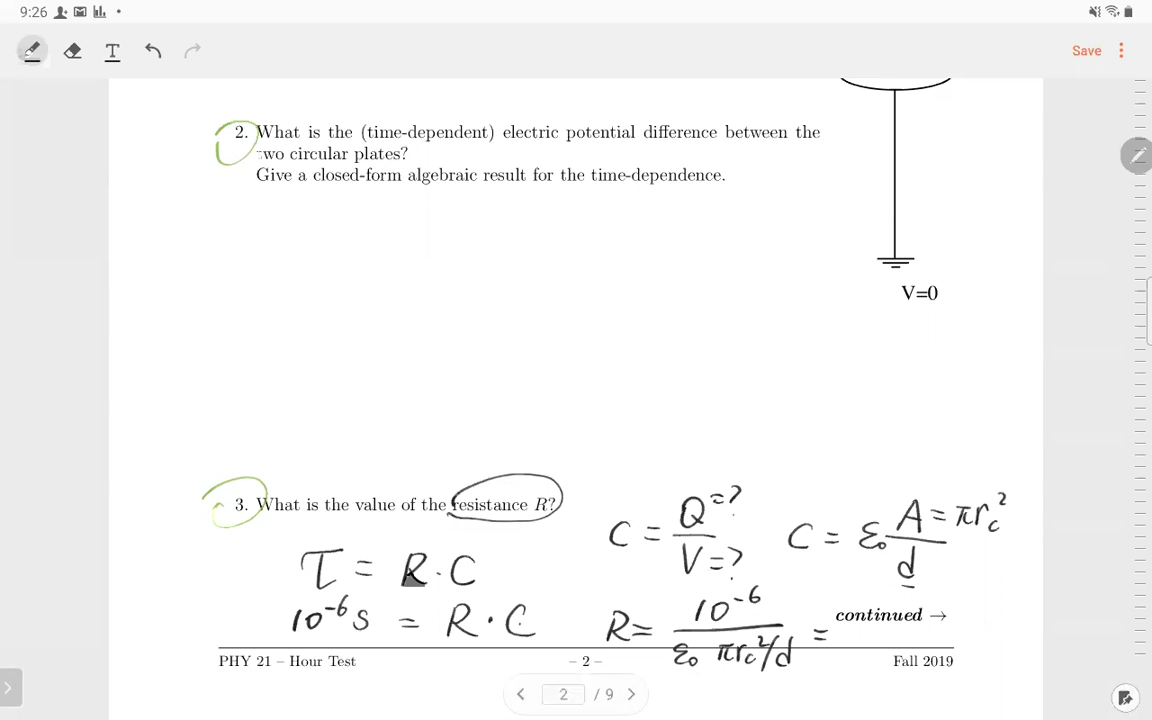 9:26
T
Save
2. What is the (time-dependent) electric potential difference between the
two circular plates?
Give a closed-form algebraic result for the time-dependence.
V=0
3. What is the value of the resistance R?
C = Q=? / V=?
C = ε₀ A=πr_c² / d
τ = R·C
10⁻⁶ s = R·C
R = 10⁻⁶ / ε₀ πr_c²/d =
continued →
PHY 21 – Hour Test
– 2 –
Fall 2019
2 / 9